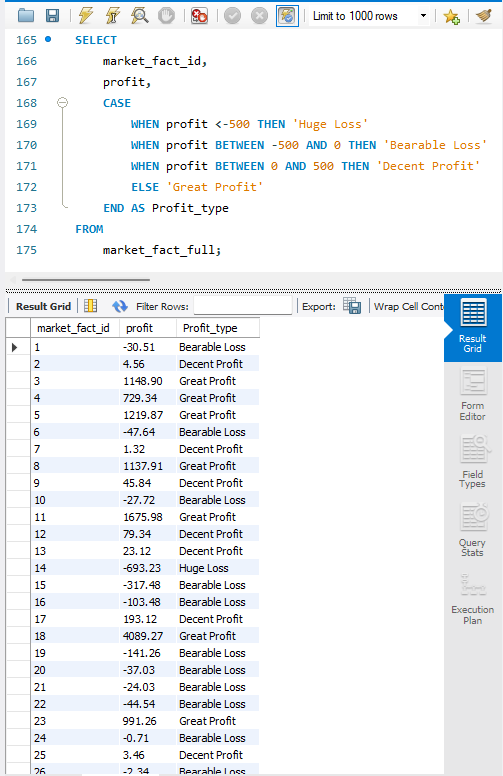 Limit to 1000 rows
165 SELECT
166 market_fact_id,
167 profit,
168 CASE
169 WHEN profit <-500 THEN 'Huge Loss'
170 WHEN profit BETWEEN -500 AND 0 THEN 'Bearable Loss'
171 WHEN profit BETWEEN 0 AND 500 THEN 'Decent Profit'
172 ELSE 'Great Profit'
173 END AS Profit_type
174 FROM
175 market_fact_full;
Result Grid Filter Rows: Export: Wrap Cell Cont
market_fact_id profit Profit_type
1 -30.51 Bearable Loss
2 4.56 Decent Profit
3 1148.90 Great Profit
4 729.34 Great Profit
5 1219.87 Great Profit
6 -47.64 Bearable Loss
7 1.32 Decent Profit
8 1137.91 Great Profit
9 45.84 Decent Profit
10 -27.72 Bearable Loss
11 1675.98 Great Profit
12 79.34 Decent Profit
13 23.12 Decent Profit
14 -693.23 Huge Loss
15 -317.48 Bearable Loss
16 -103.48 Bearable Loss
17 193.12 Decent Profit
18 4089.27 Great Profit
19 -141.26 Bearable Loss
20 -37.03 Bearable Loss
21 -24.03 Bearable Loss
22 -44.54 Bearable Loss
23 991.26 Great Profit
24 -0.71 Bearable Loss
25 3.46 Decent Profit
26 -2.34 Bearable Loss
Result
Grid
Form
Editor
Field
Types
Query
Stats
Execution
Plan